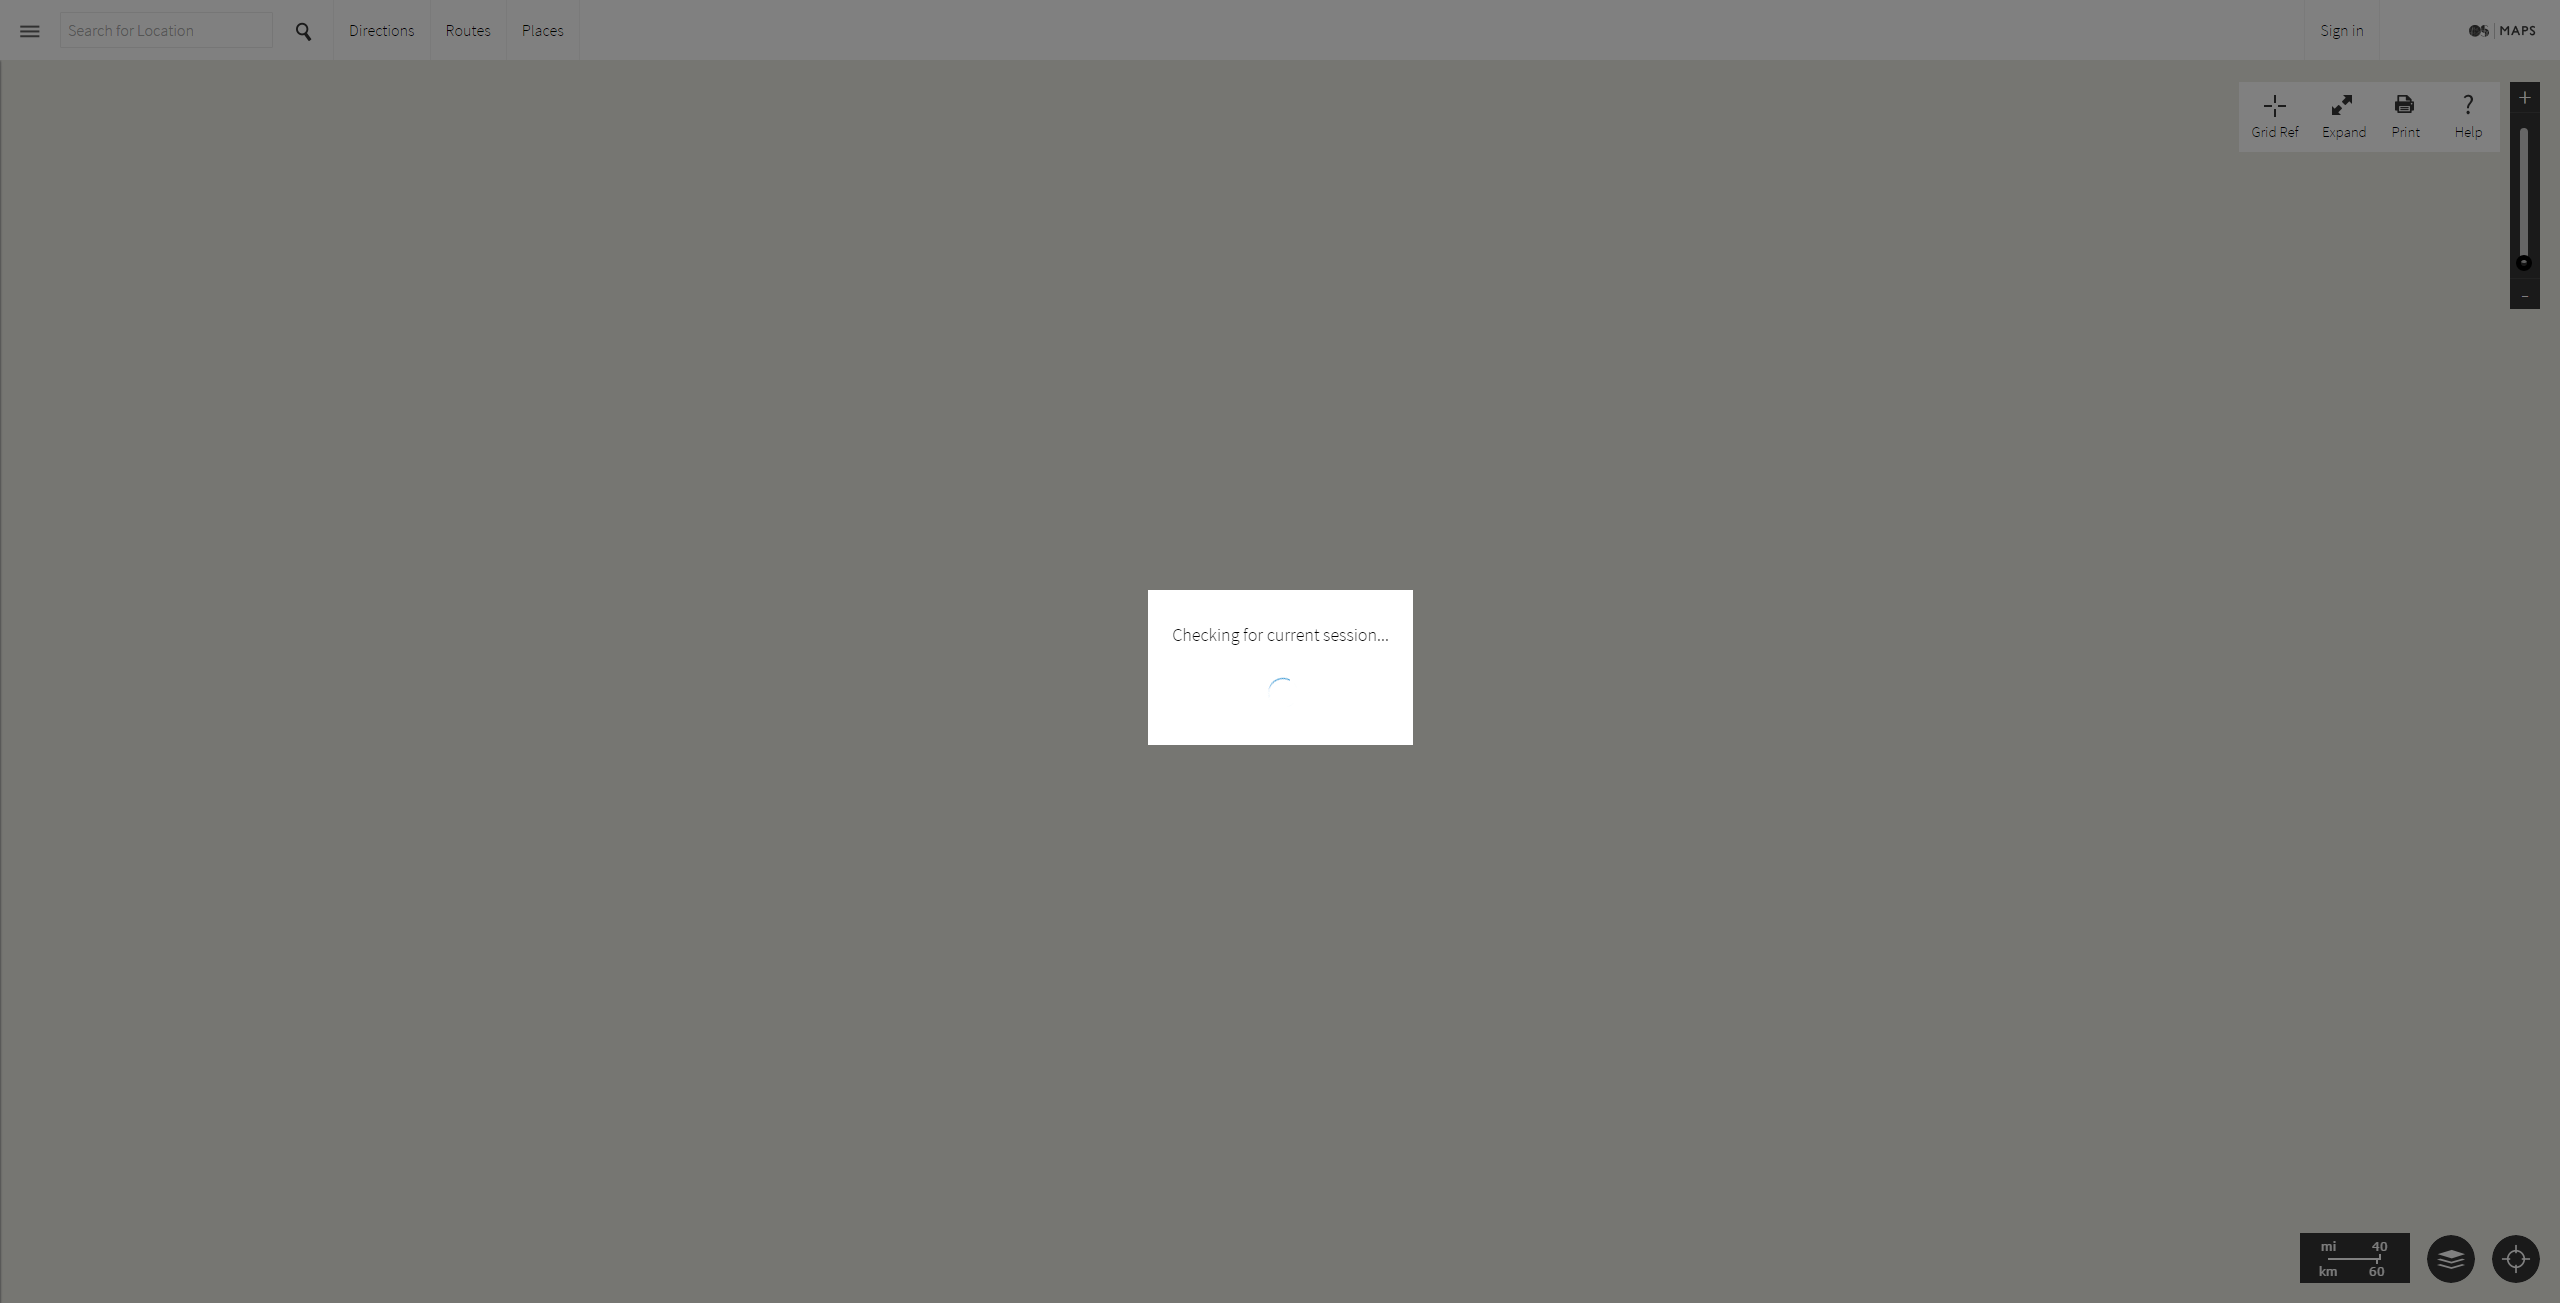 Search for Location
Directions
Routes
Places
Sign in
OS | MAPS
Grid Ref
Expand
Print
? Help
+
-
Checking for current session...
mi 40
km 60